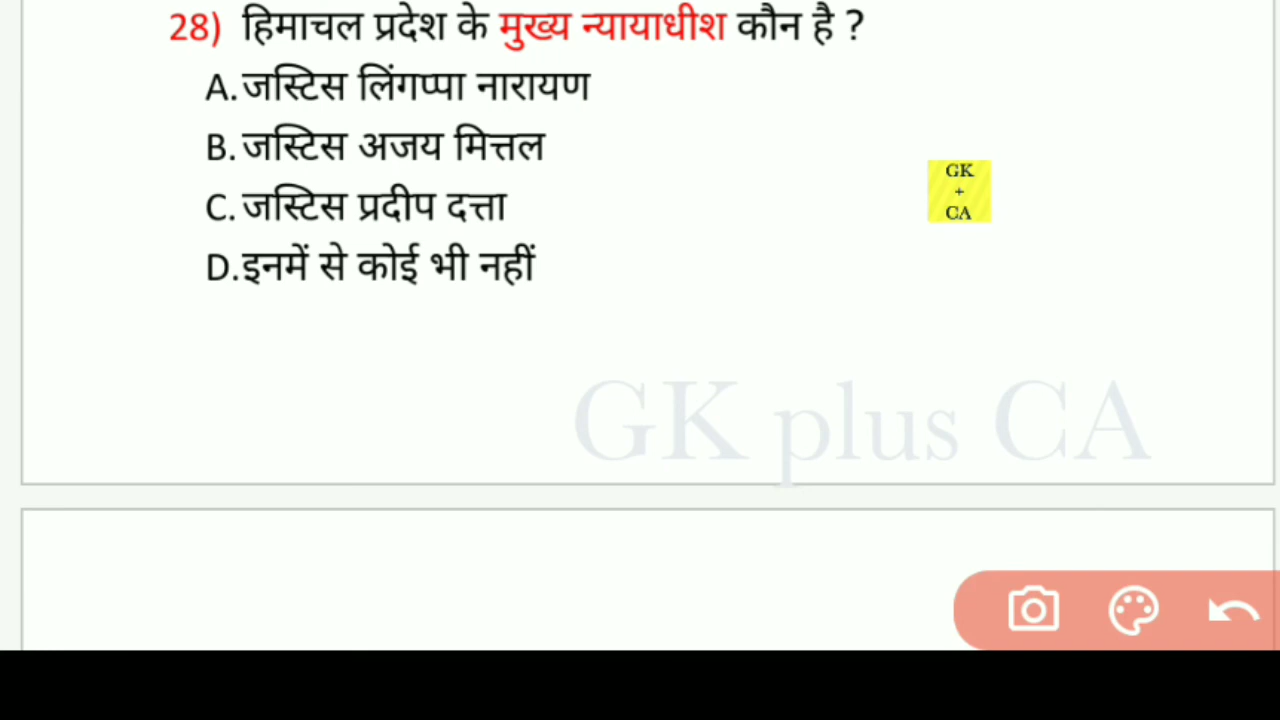 28) हिमाचल प्रदेश के मुख्य न्यायाधीश कौन है ?
A. जस्टिस लिंगप्पा नारायण
B. जस्टिस अजय मित्तल
C. जस्टिस प्रदीप दत्ता
D. इनमें से कोई भी नहीं
GK
+
CA
GK plus CA